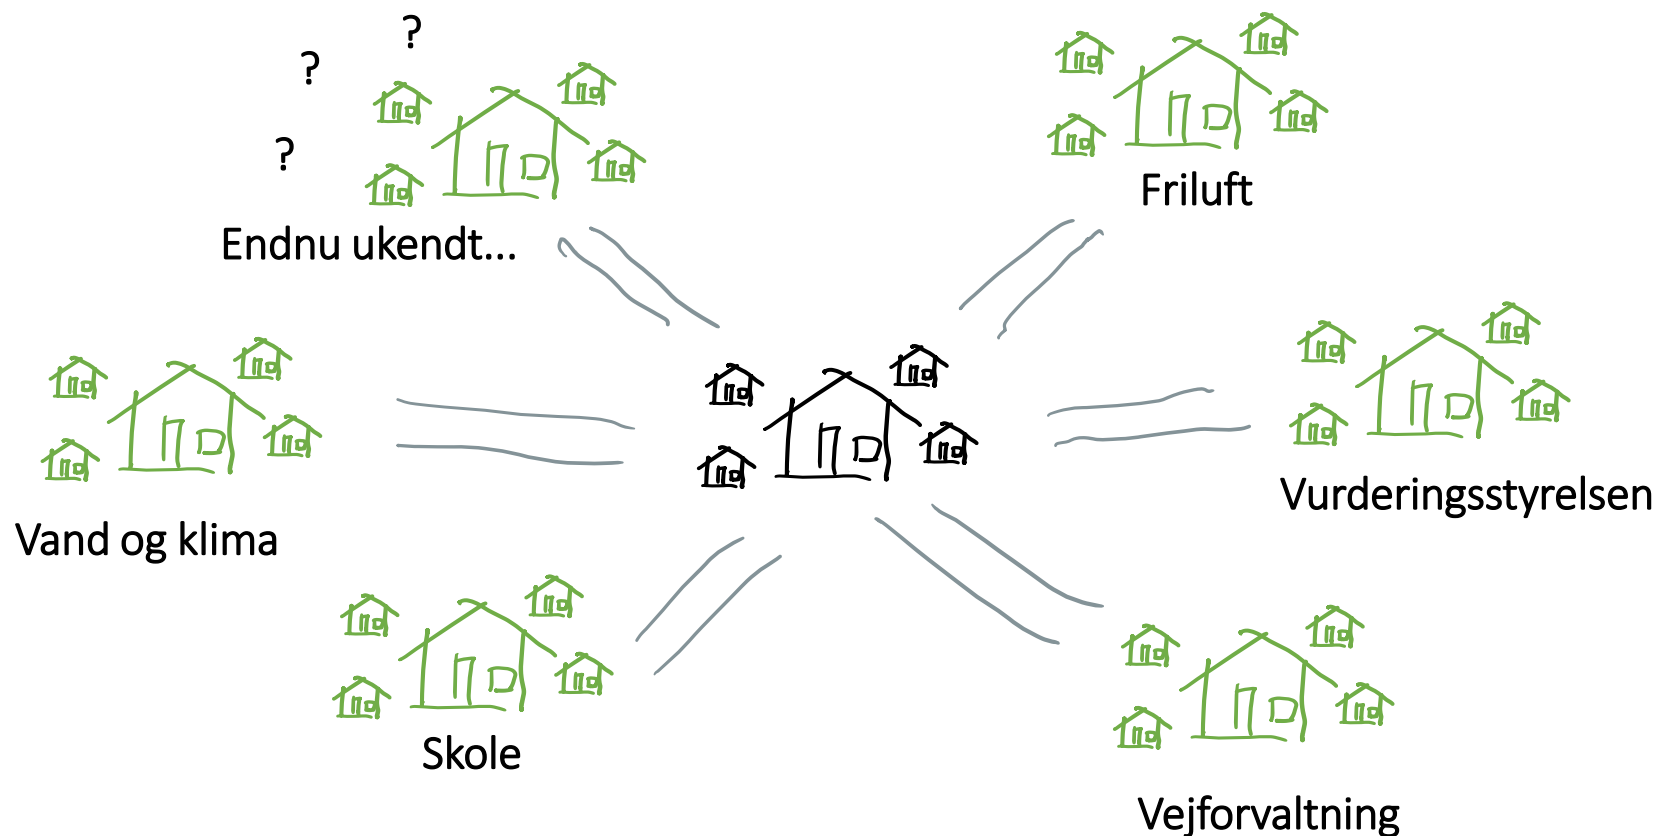 ?
?
?
Endnu ukendt...
Friluft
Vand og klima
Vurderingsstyrelsen
Skole
Vejforvaltning